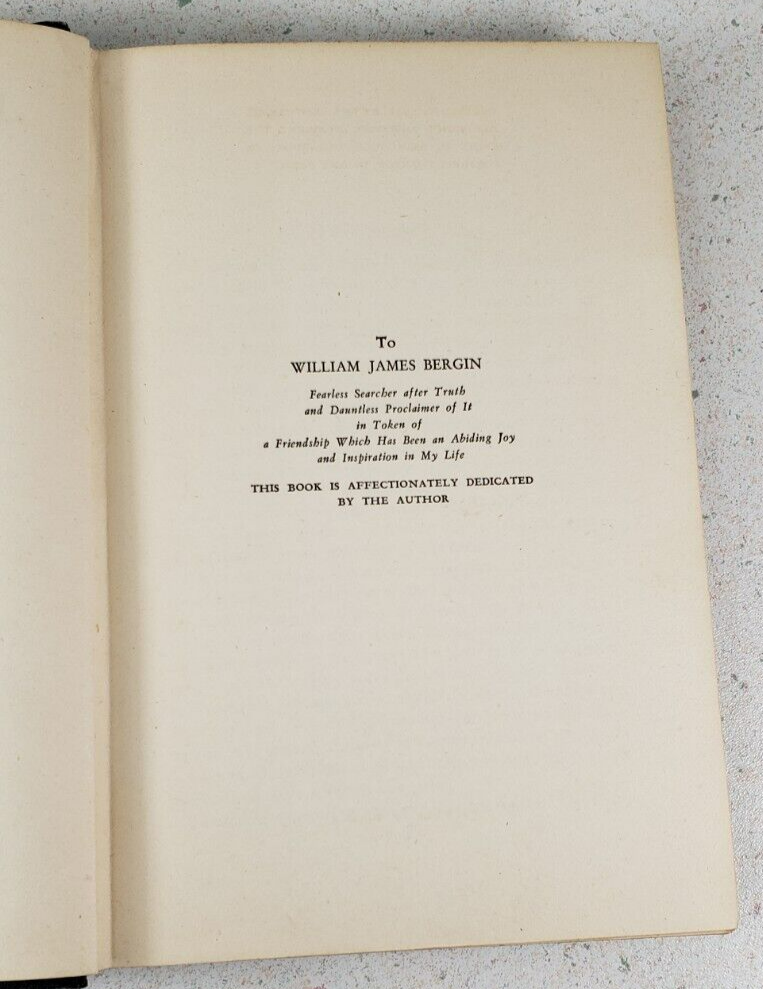 To
WILLIAM JAMES BERGIN
Fearless Searcher after Truth
and Dauntless Proclaimer of It
in Token of
a Friendship Which Has Been an Abiding Joy
and Inspiration in My Life
THIS BOOK IS AFFECTIONATELY DEDICATED
BY THE AUTHOR